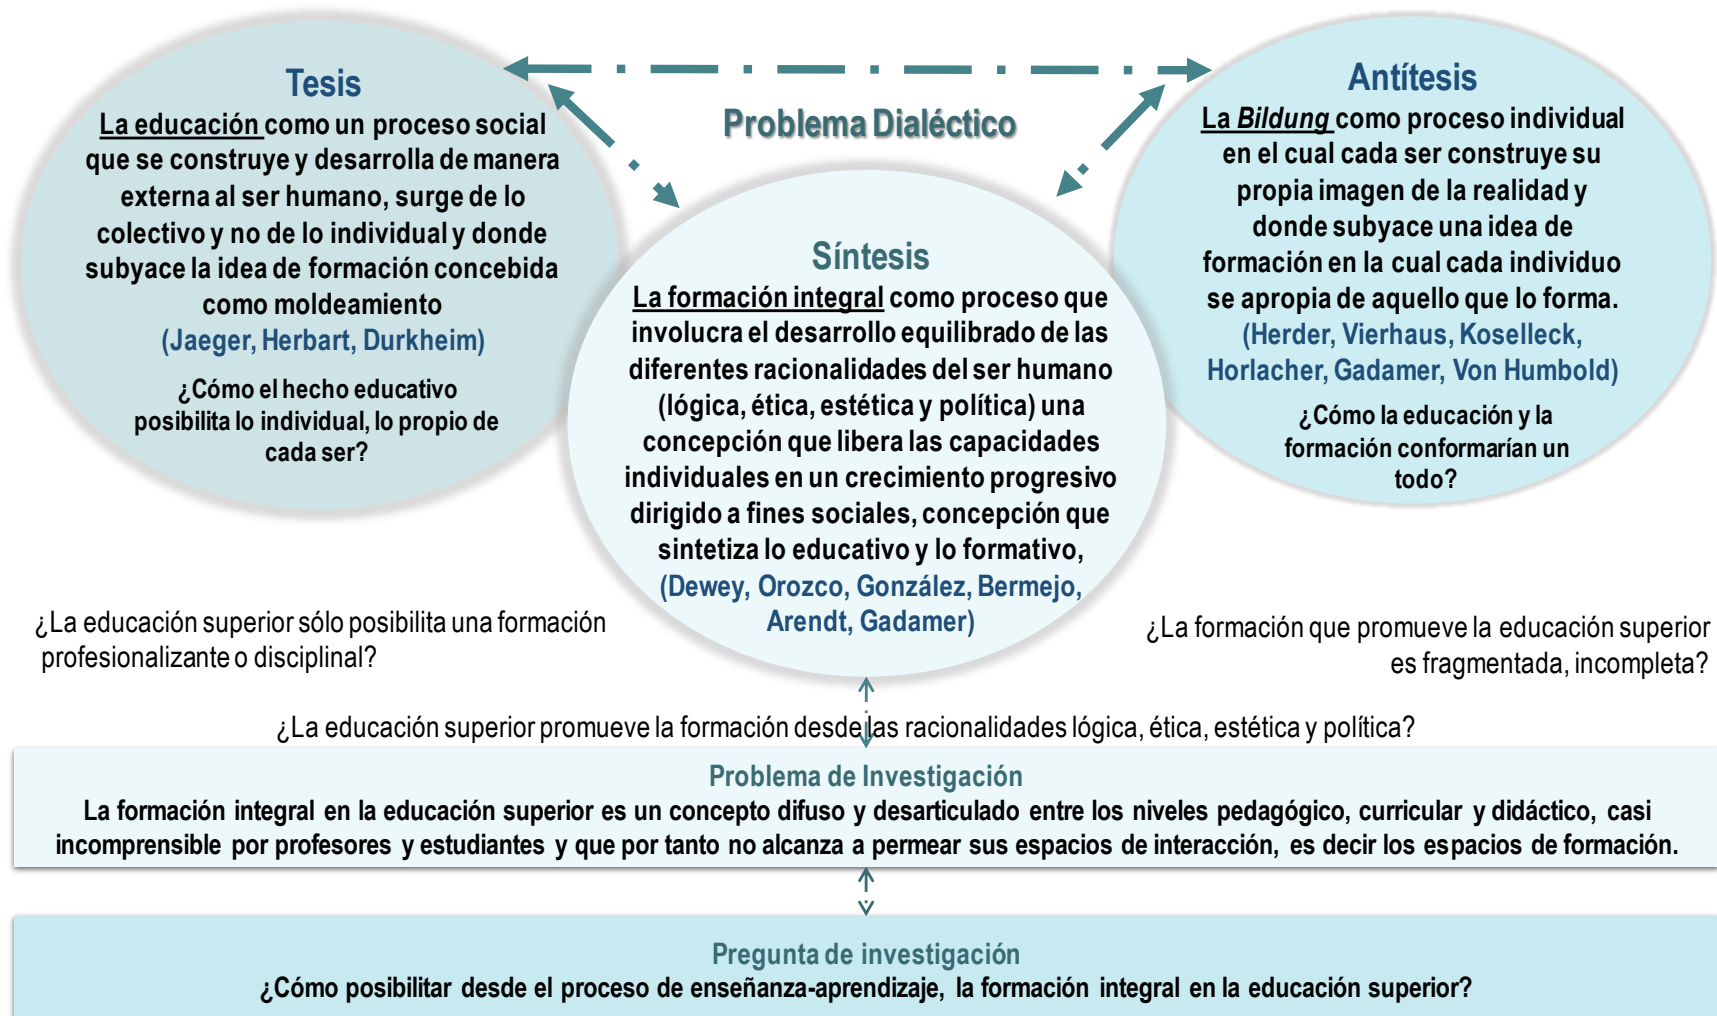 Tesis
La educación como un proceso social
que se construye y desarrolla de manera
externa al ser humano, surge de lo
colectivo y no de lo individual y donde
subyace la idea de formación concebida
como moldeamiento
(Jaeger, Herbart, Durkheim)
¿Cómo el hecho educativo
posibilita lo individual, lo propio de
cada ser?
Problema Dialéctico
Antítesis
La Bildung como proceso individual
en el cual cada ser construye su
propia imagen de la realidad y
donde subyace una idea de
formación en la cual cada individuo
se apropia de aquello que lo forma.
(Herder, Vierhaus, Koselleck,
Horlacher, Gadamer, Von Humbold)
¿Cómo la educación y la
formación conformarían un
todo?
Síntesis
La formación integral como proceso que
involucra el desarrollo equilibrado de las
diferentes racionalidades del ser humano
(lógica, ética, estética y política) una
concepción que libera las capacidades
individuales en un crecimiento progresivo
dirigido a fines sociales, concepción que
sintetiza lo educativo y lo formativo,
(Dewey, Orozco, González, Bermejo,
Arendt, Gadamer)
¿La educación superior sólo posibilita una formación
profesionalizante o disciplinal?
¿La formación que promueve la educación superior
es fragmentada, incompleta?
¿La educación superior promueve la formación desde las racionalidades lógica, ética, estética y política?
Problema de Investigación
La formación integral en la educación superior es un concepto difuso y desarticulado entre los niveles pedagógico, curricular y didáctico, casi
incomprensible por profesores y estudiantes y que por tanto no alcanza a permear sus espacios de interacción, es decir los espacios de formación.
Pregunta de investigación
¿Cómo posibilitar desde el proceso de enseñanza-aprendizaje, la formación integral en la educación superior?